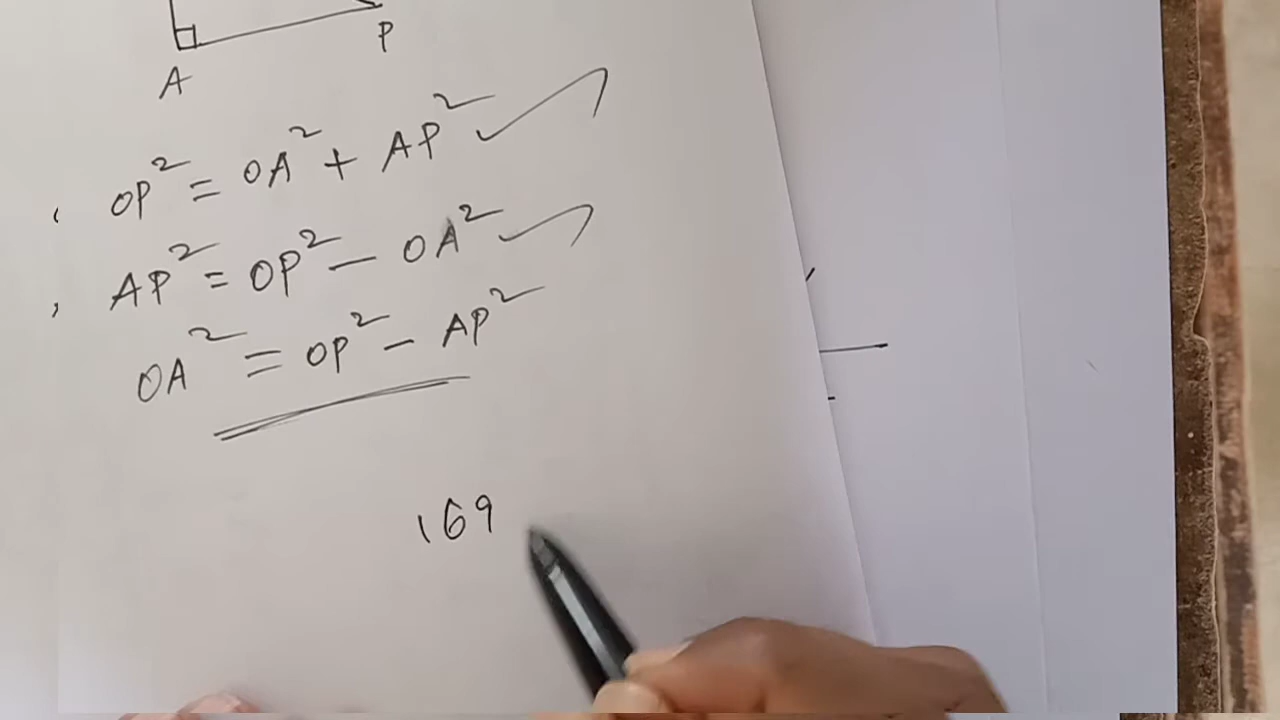 P
A
OP² = OA² + AP²
AP² = OP² - OA²
OA² = OP² - AP²
169